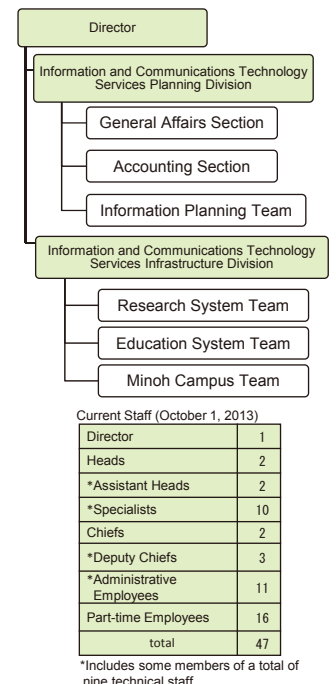 Director
Information and Communications Technology
Services Planning Division
General Affairs Section
Accounting Section
Information Planning Team
Information and Communications Technology
Services Infrastructure Division
Research System Team
Education System Team
Minoh Campus Team
Current Staff (October 1, 2013)
Director 1
Heads 2
*Assistant Heads 2
*Specialists 10
Chiefs 2
*Deputy Chiefs 3
*Administrative
Employees 11
Part-time Employees 16
total 47
*Includes some members of a total of
nine technical staff